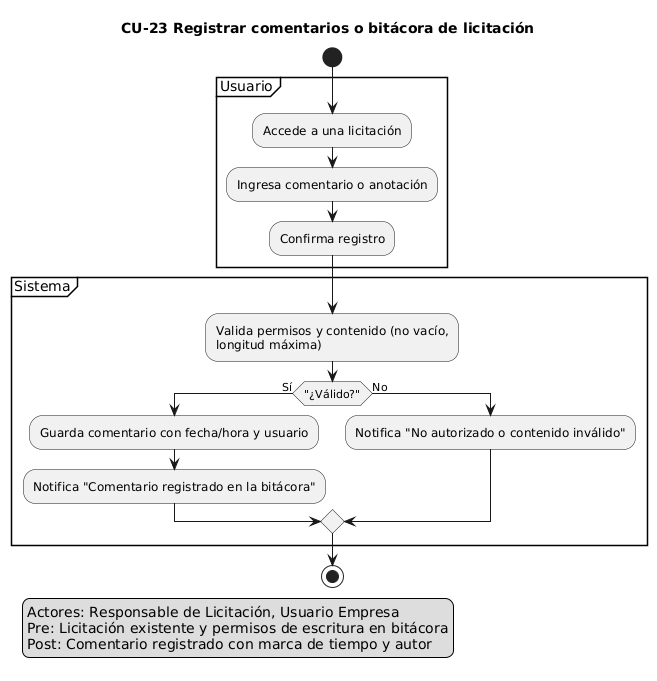 CU-23 Registrar comentarios o bitácora de licitación
Usuario
Accede a una licitación
Ingresa comentario o anotación
Confirma registro
Sistema
Valida permisos y contenido (no vacío,
longitud máxima)
"¿Válido?"
Sí
No
Guarda comentario con fecha/hora y usuario
Notifica "No autorizado o contenido inválido"
Notifica "Comentario registrado en la bitácora"
Actores: Responsable de Licitación, Usuario Empresa
Pre: Licitación existente y permisos de escritura en bitácora
Post: Comentario registrado con marca de tiempo y autor